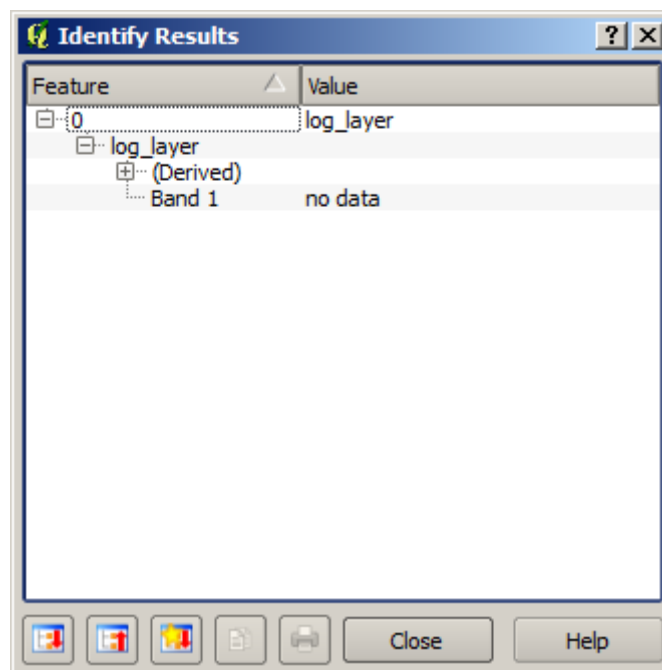 Identify Results
Feature Value
0 log_layer
log_layer
(Derived)
Band 1 no data
Close Help